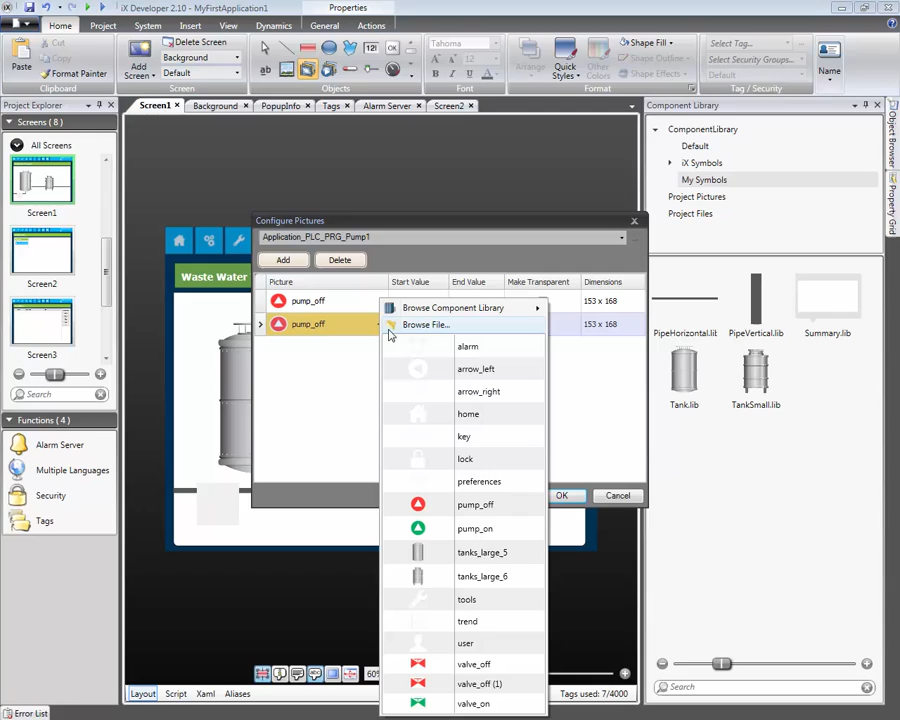 iX Developer 2.10 - MyFirstApplication1
Properties
Home Project System Insert View Dynamics General Actions
Paste
Cut
Copy
Format Painter
Clipboard
Add Screen
Delete Screen
Background
Default
Screen
Objects
Tahoma
12
Font
Arrange
Quick Styles
Other Colors
Shape Fill
Shape Effects
Format
Select Tag...
Select Security Groups...
Default
Tag / Security
Name
Project Explorer
Screens ( 8 )
All Screens
Screen1
Screen2
Screen3
Search
Functions ( 4 )
Alarm Server
Multiple Languages
Security
Tags
Screen1 Background PopupInfo Tags Alarm Server Screen2
Waste Water
Configure Pictures
Application_PLC_PRG_Pump1
Add Delete
Picture Start Value End Value Make Transparent Dimensions
pump_off 153 x 168
pump_off 153 x 168
OK Cancel
Browse Component Library
Browse File...
alarm
arrow_left
arrow_right
home
key
lock
preferences
pump_off
pump_on
tanks_large_5
tanks_large_6
tools
trend
user
valve_off
valve_off (1)
valve_on
Component Library
ComponentLibrary
Default
iX Symbols
My Symbols
Project Pictures
Project Files
PipeHorizontal.lib PipeVertical.lib Summary.lib
Tank.lib TankSmall.lib
Search
Object Browser
Property Grid
Layout Script Xaml Aliases
Tags used: 7/4000
Error List